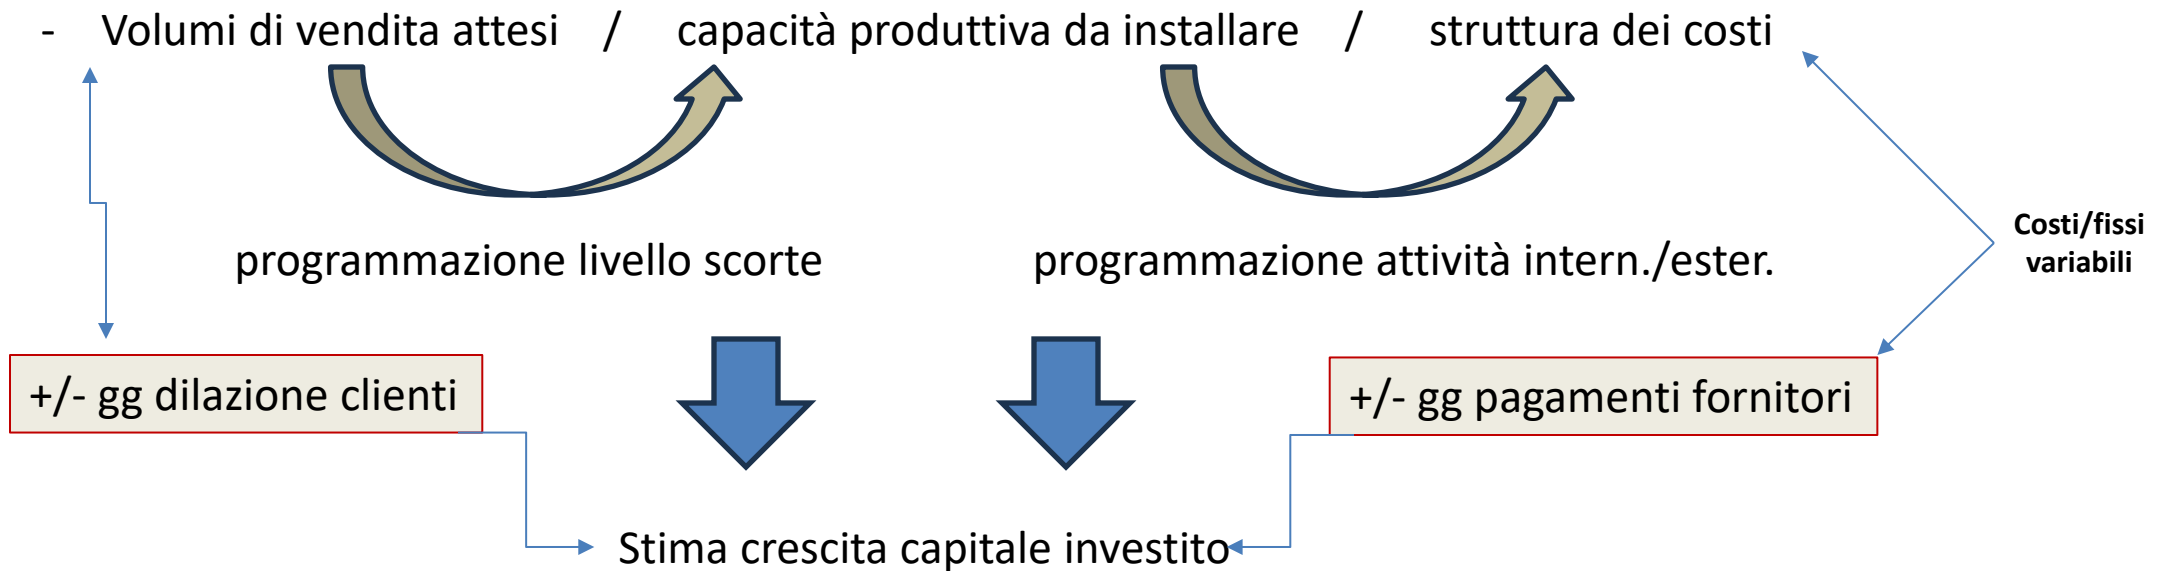 - Volumi di vendita attesi / capacità produttiva da installare / struttura dei costi
Costi/fissi
variabili
programmazione livello scorte programmazione attività intern./ester.
+/- gg dilazione clienti +/- gg pagamenti fornitori
Stima crescita capitale investito